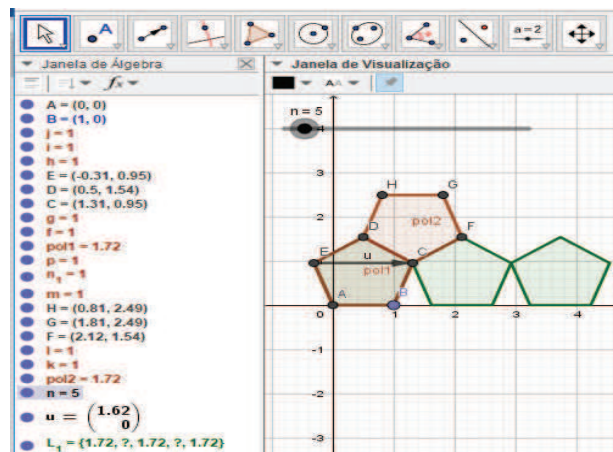 a=2
Janela de Álgebra
Janela de Visualização
fx
AA
A = (0, 0)
B = (1, 0)
j = 1
i = 1
h = 1
E = (-0.31, 0.95)
D = (0.5, 1.54)
C = (1.31, 0.95)
g = 1
f = 1
pol1 = 1.72
p = 1
n1 = 1
m = 1
H = (0.81, 2.49)
G = (1.81, 2.49)
F = (2.12, 1.54)
l = 1
k = 1
pol2 = 1.72
n = 5
u = (1.62
0)
L1 = {1.72, ?, 1.72, ?, 1.72}
n = 5
4
3
H
G
2
pol2
D
F
E
u
C
1
pol1
A
B
0
1
2
3
4
-1
-2
-3